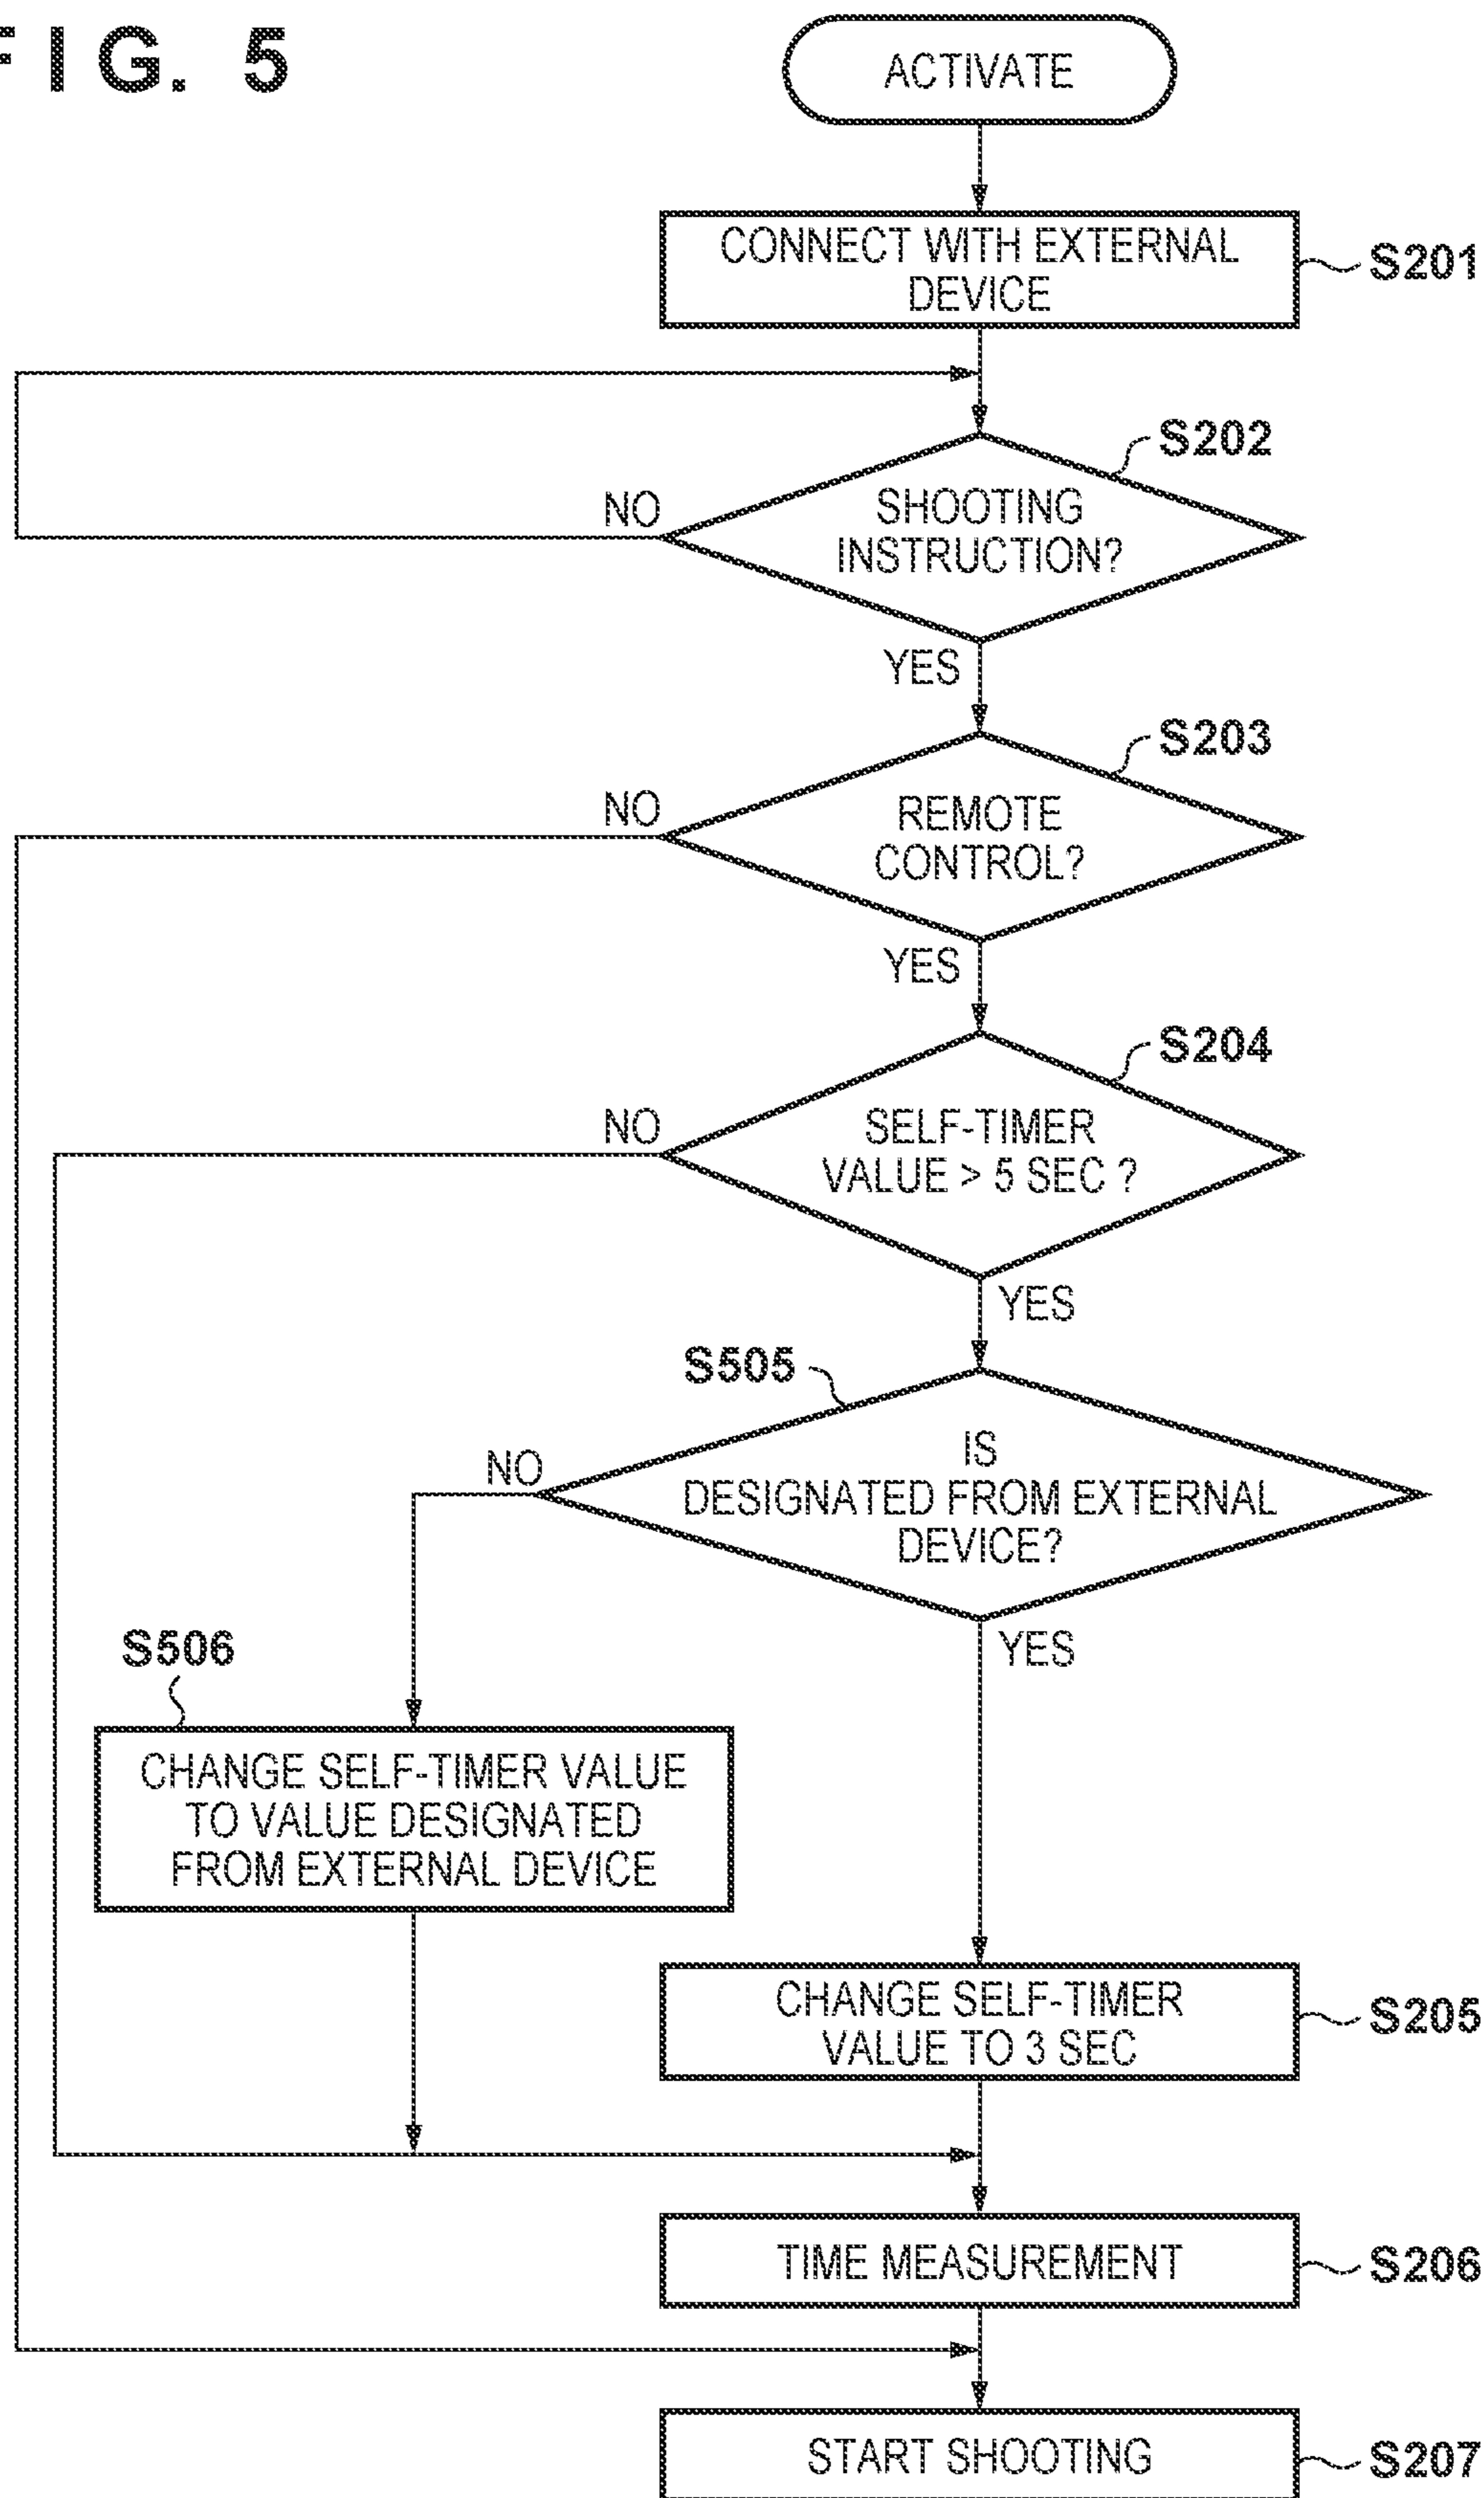 FIG. 5
ACTIVATE
CONNECT WITH EXTERNAL
DEVICE
S201
S202
NO
SHOOTING
INSTRUCTION?
YES
S203
NO
REMOTE
CONTROL?
YES
S204
NO
SELF-TIMER
VALUE > 5 SEC ?
YES
S505
NO
IS
DESIGNATED FROM EXTERNAL
DEVICE?
YES
S506
CHANGE SELF-TIMER VALUE
TO VALUE DESIGNATED
FROM EXTERNAL DEVICE
CHANGE SELF-TIMER
VALUE TO 3 SEC
S205
TIME MEASUREMENT
S206
START SHOOTING
S207